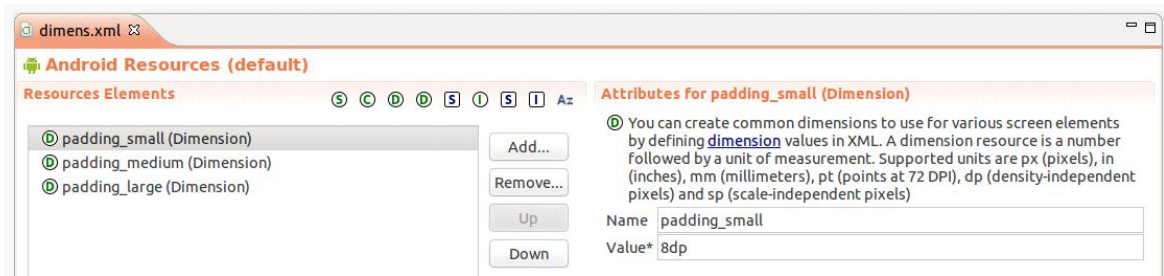 dimens.xml
Android Resources (default)
Resources Elements
S C D D S I S I Az
D padding_small (Dimension)
D padding_medium (Dimension)
D padding_large (Dimension)
Add...
Remove...
Up
Down
Attributes for padding_small (Dimension)
D You can create common dimensions to use for various screen elements
by defining dimension values in XML. A dimension resource is a number
followed by a unit of measurement. Supported units are px (pixels), in
(inches), mm (millimeters), pt (points at 72 DPI), dp (density-independent
pixels) and sp (scale-independent pixels)
Name padding_small
Value* 8dp